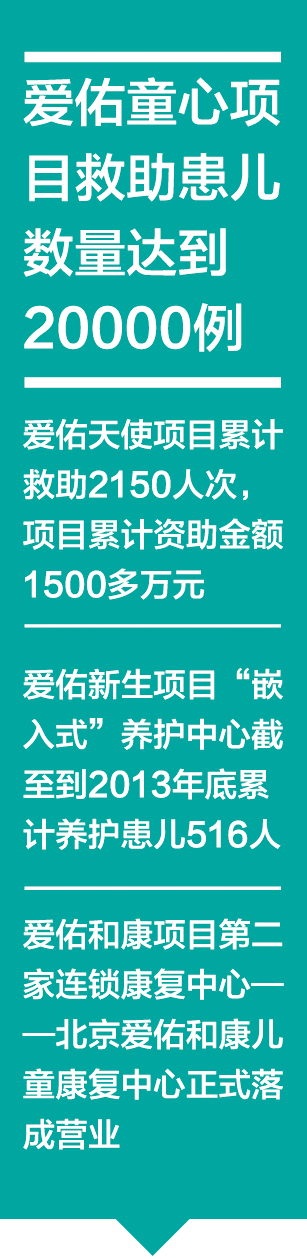 爱佑童心项
目救助患儿
数量达到
20000例
爱佑天使项目累计
救助2150人次，
项目累计资助金额
1500多万元
爱佑新生项目“嵌
入式”养护中心截
至到2013年底累
计养护患儿516人
爱佑和康项目第二
家连锁康复中心—
—北京爱佑和康儿
童康复中心正式落
成营业